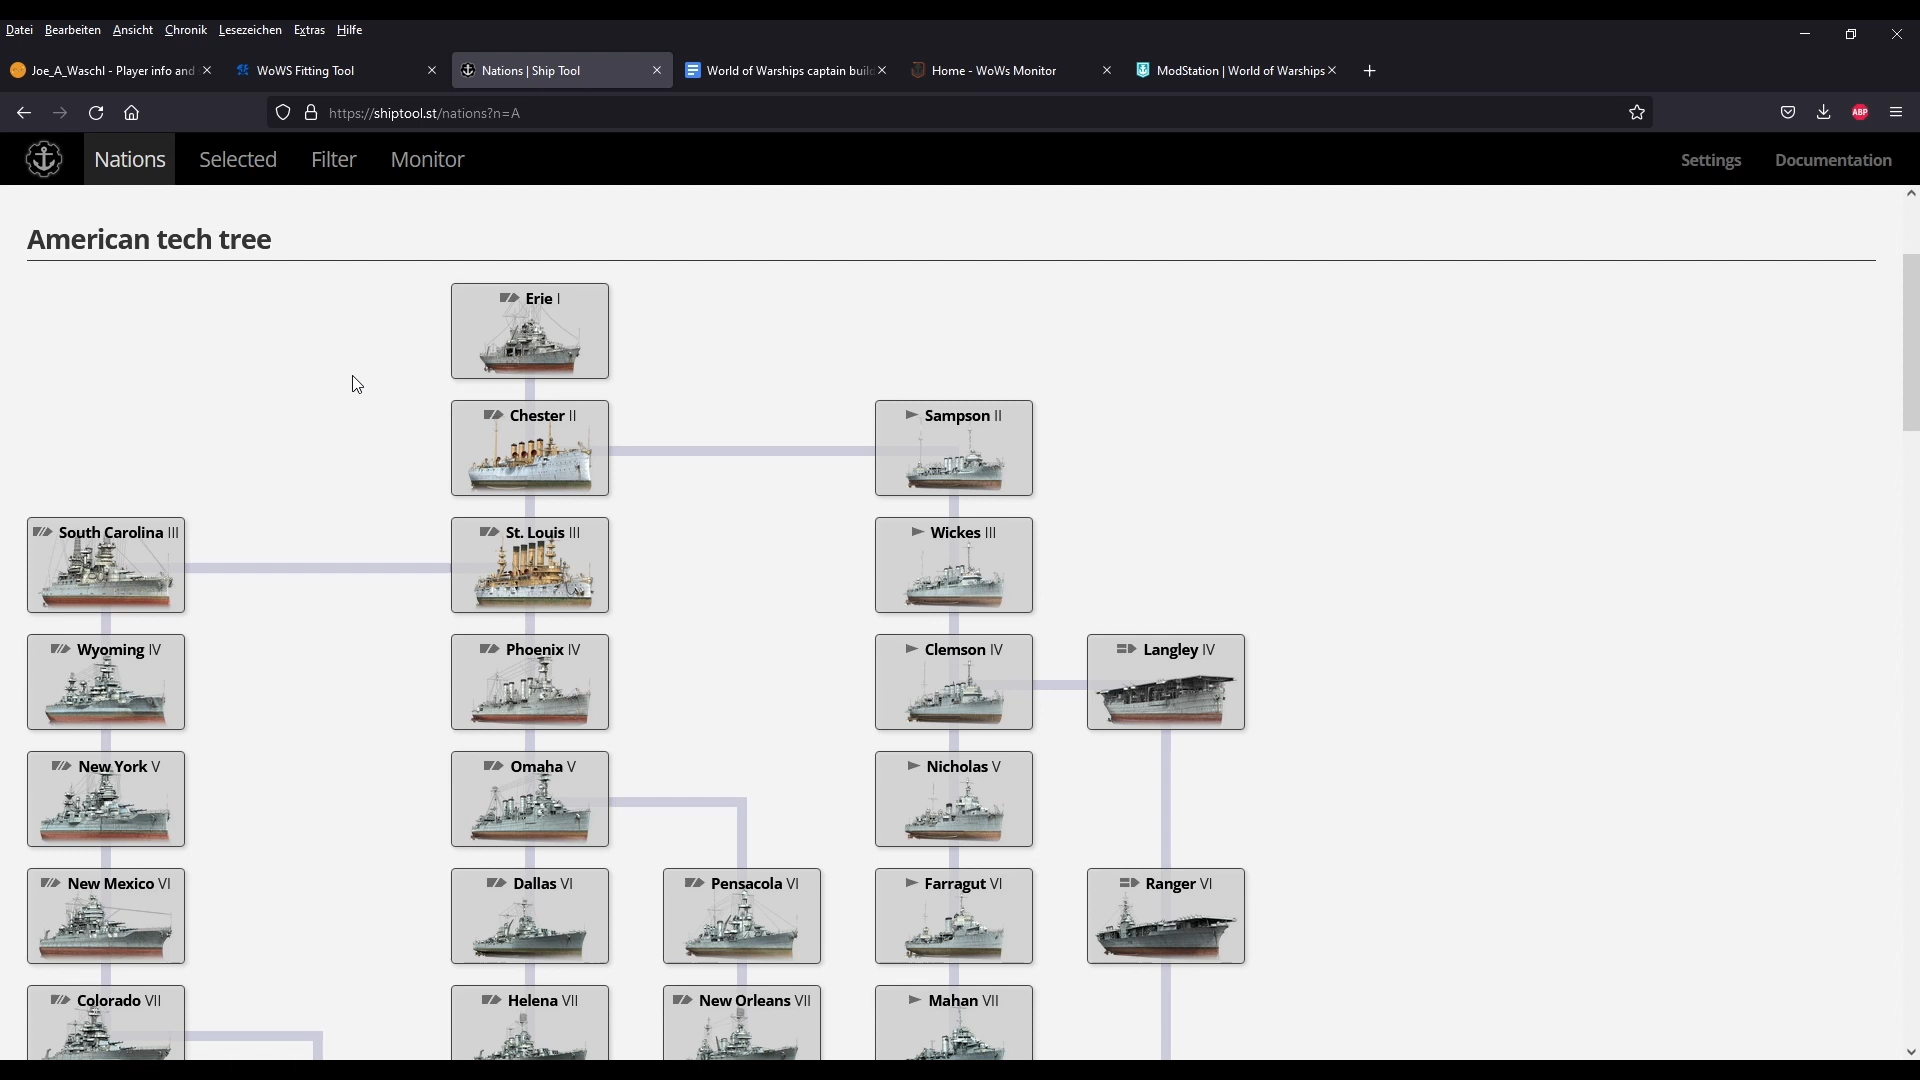 Datei Bearbeiten Ansicht Chronik Lesezeichen Extras Hilfe
Joe_A_Waschl - Player info and
WoWS Fitting Tool
Nations | Ship Tool
World of Warships captain build
Home - WoWs Monitor
ModStation | World of Warships
https://shiptool.st/nations?n=A
ABP
Nations Selected Filter Monitor Settings Documentation
American tech tree
Erie I
Chester II
Sampson II
South Carolina III
St. Louis III
Wickes III
Wyoming IV
Phoenix IV
Clemson IV
Langley IV
New York V
Omaha V
Nicholas V
New Mexico VI
Dallas VI
Pensacola VI
Farragut VI
Ranger VI
Colorado VII
Helena VII
New Orleans VII
Mahan VII